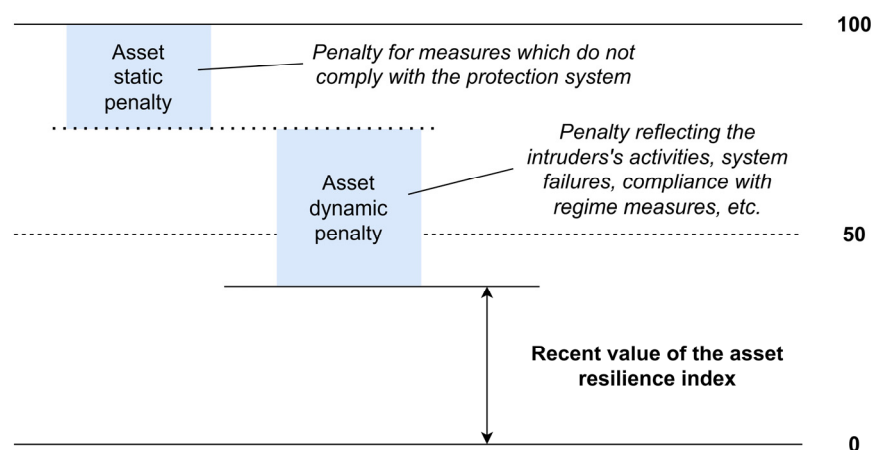 100
Asset
static
penalty
Penalty for measures which do not
comply with the protection system
Penalty reflecting the
intruders's activities, system
failures, compliance with
regime measures, etc.
Asset
dynamic
penalty
50
Recent value of the asset
resilience index
0